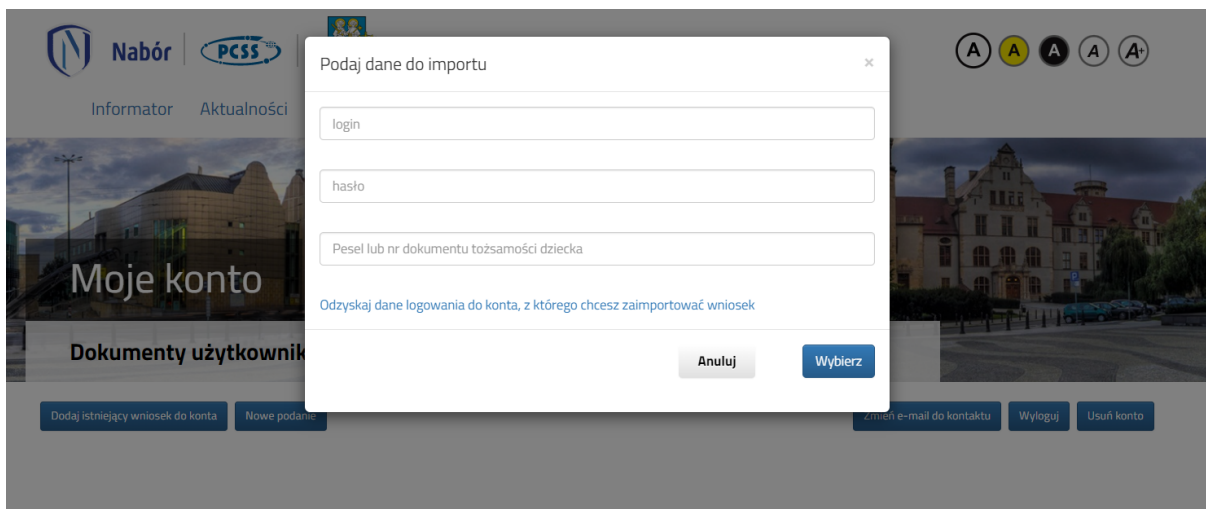 Nabór
PCSS
Podaj dane do importu
×
A A A A A+
Informator Aktualności
login
hasło
Pesel lub nr dokumentu tożsamości dziecka
Moje konto
Odzyskaj dane logowania do konta, z którego chcesz zaimportować wniosek
Dokumenty użytkownik
Anuluj Wybierz
Dodaj istniejący wniosek do konta Nowe podanie Zmień e-mail do kontaktu Wyloguj Usuń konto